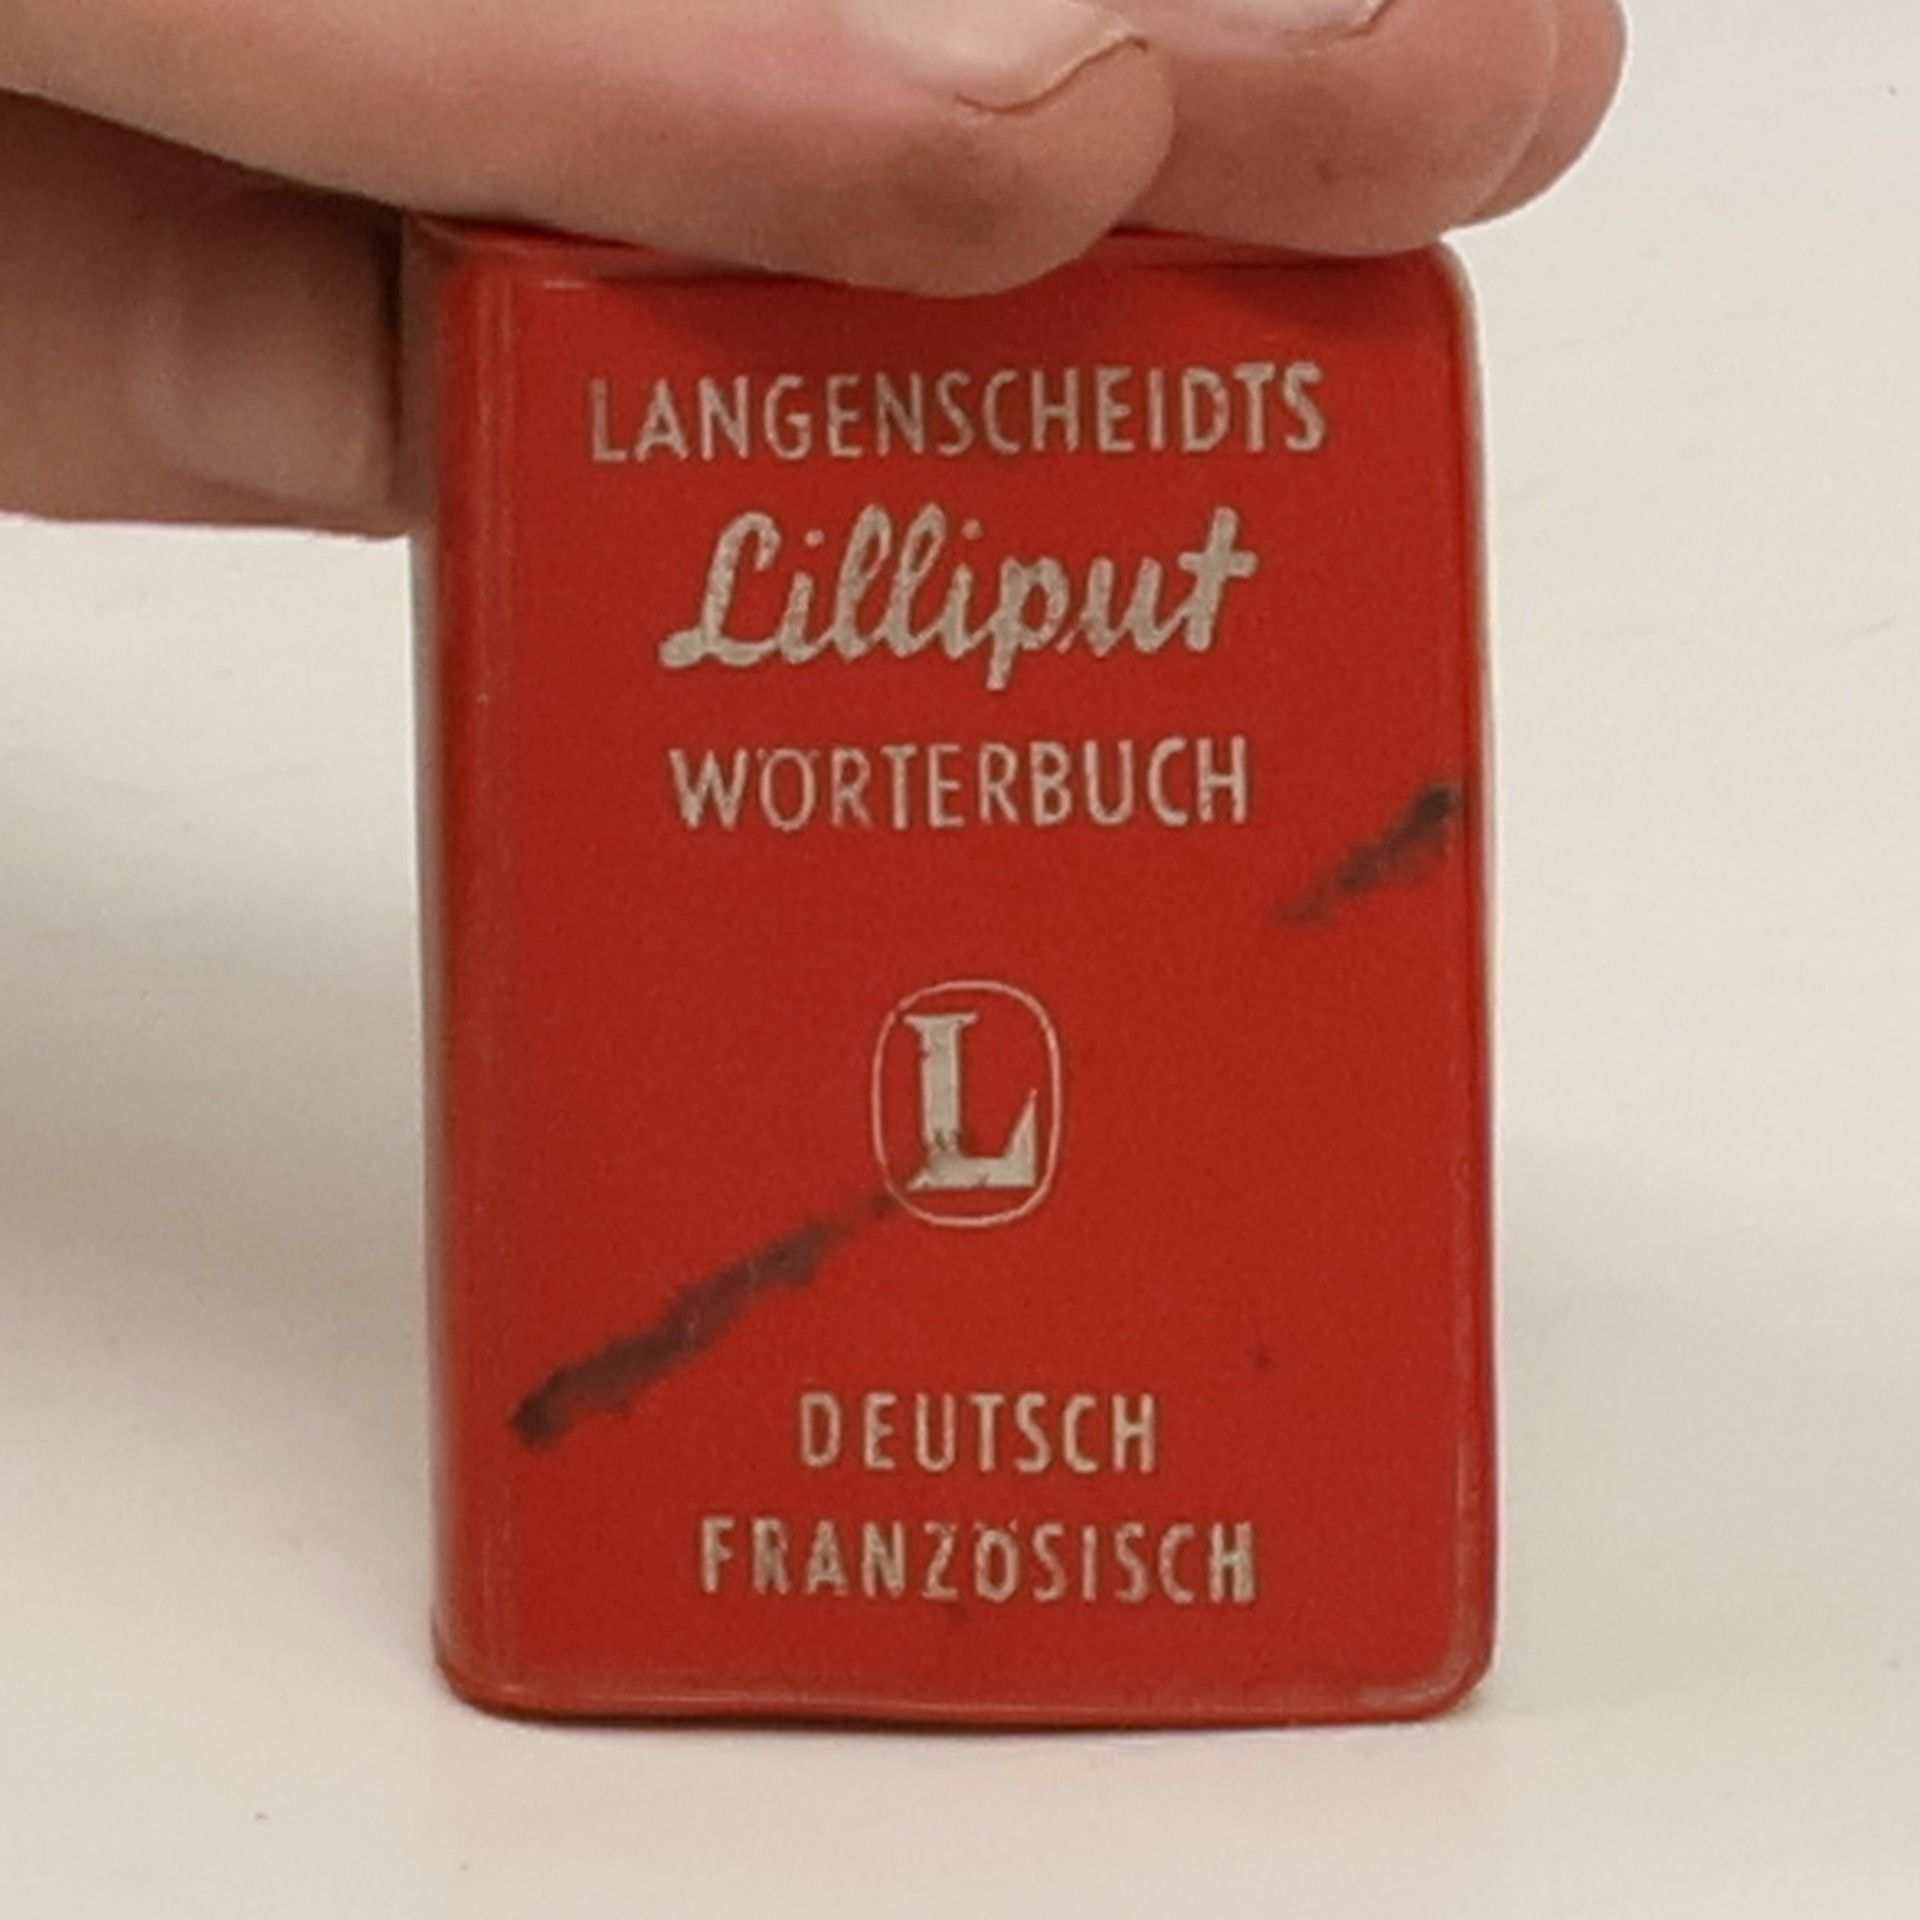 LANGENSCHEIDTS
Lilliput
WÖRTERBUCH
L
DEUTSCH
FRANZÖSISCH